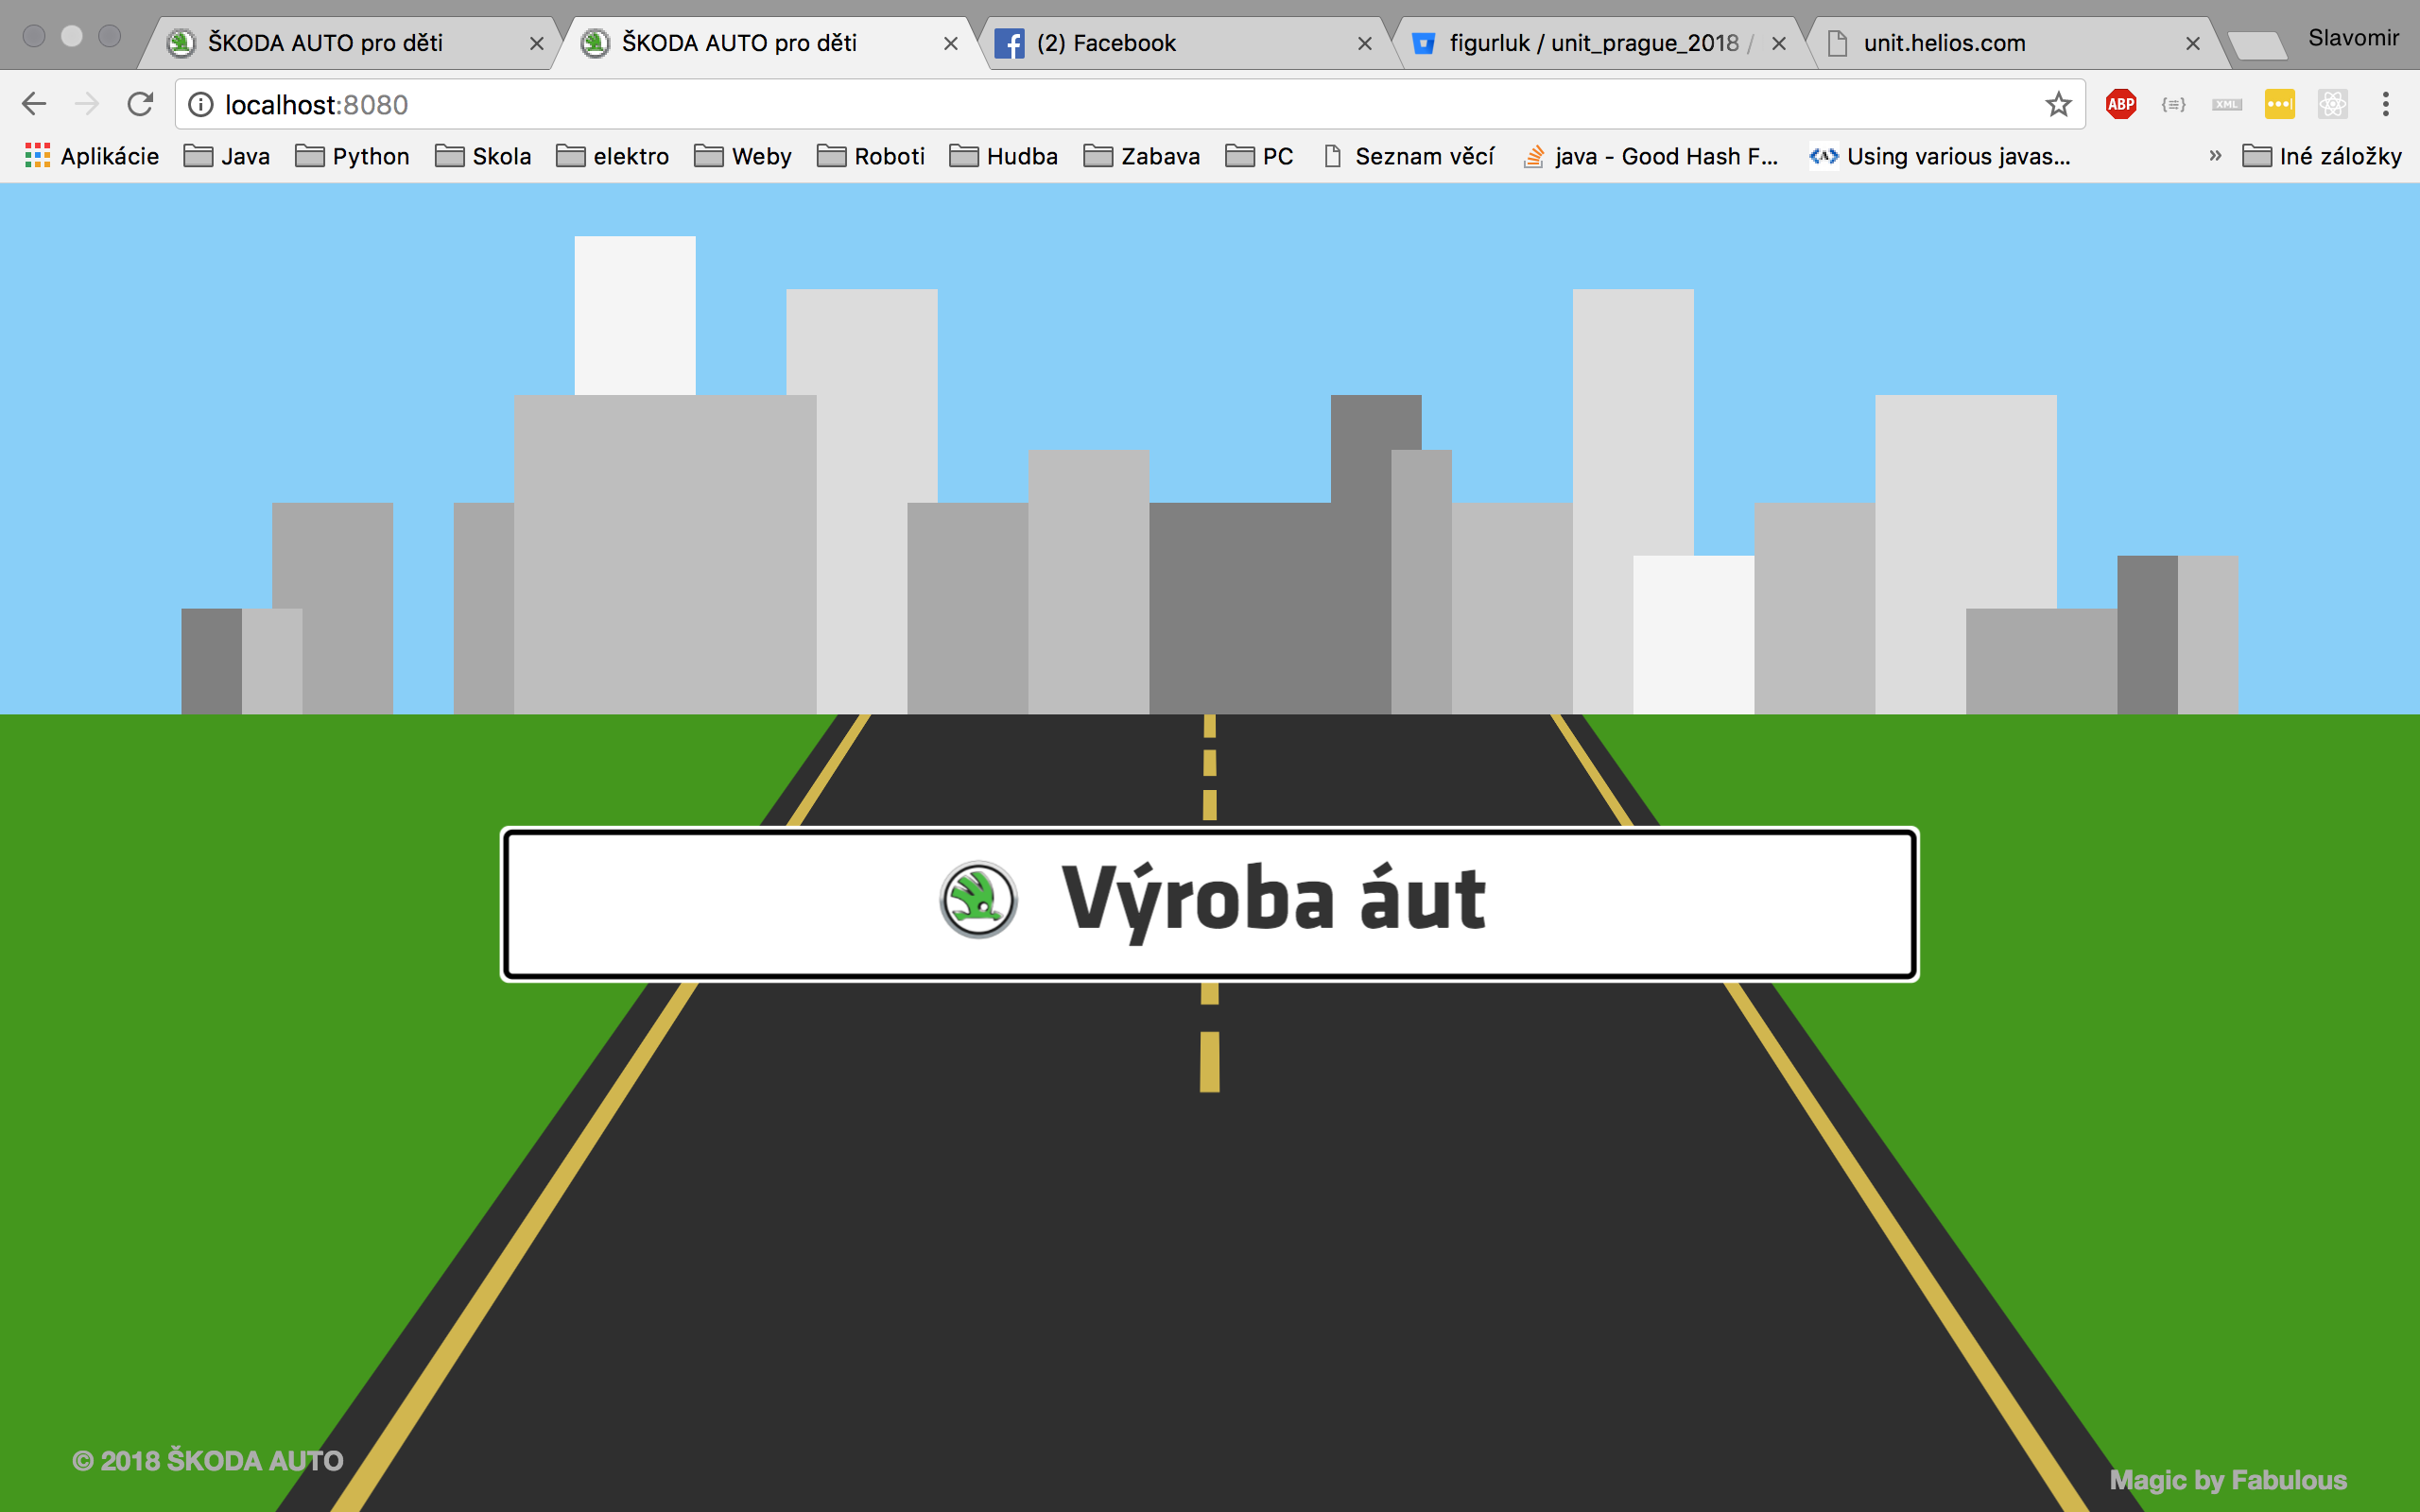 ŠKODA AUTO pro děti
ŠKODA AUTO pro děti
(2) Facebook
figurluk / unit_prague_2018 /
unit.helios.com
Slavomir
localhost:8080
ABP
XML
Aplikácie
Java
Python
Skola
elektro
Weby
Roboti
Hudba
Zabava
PC
Seznam věcí
java - Good Hash F...
Using various javas...
»
Iné záložky
Výroba áut
© 2018 ŠKODA AUTO
Magic by Fabulous